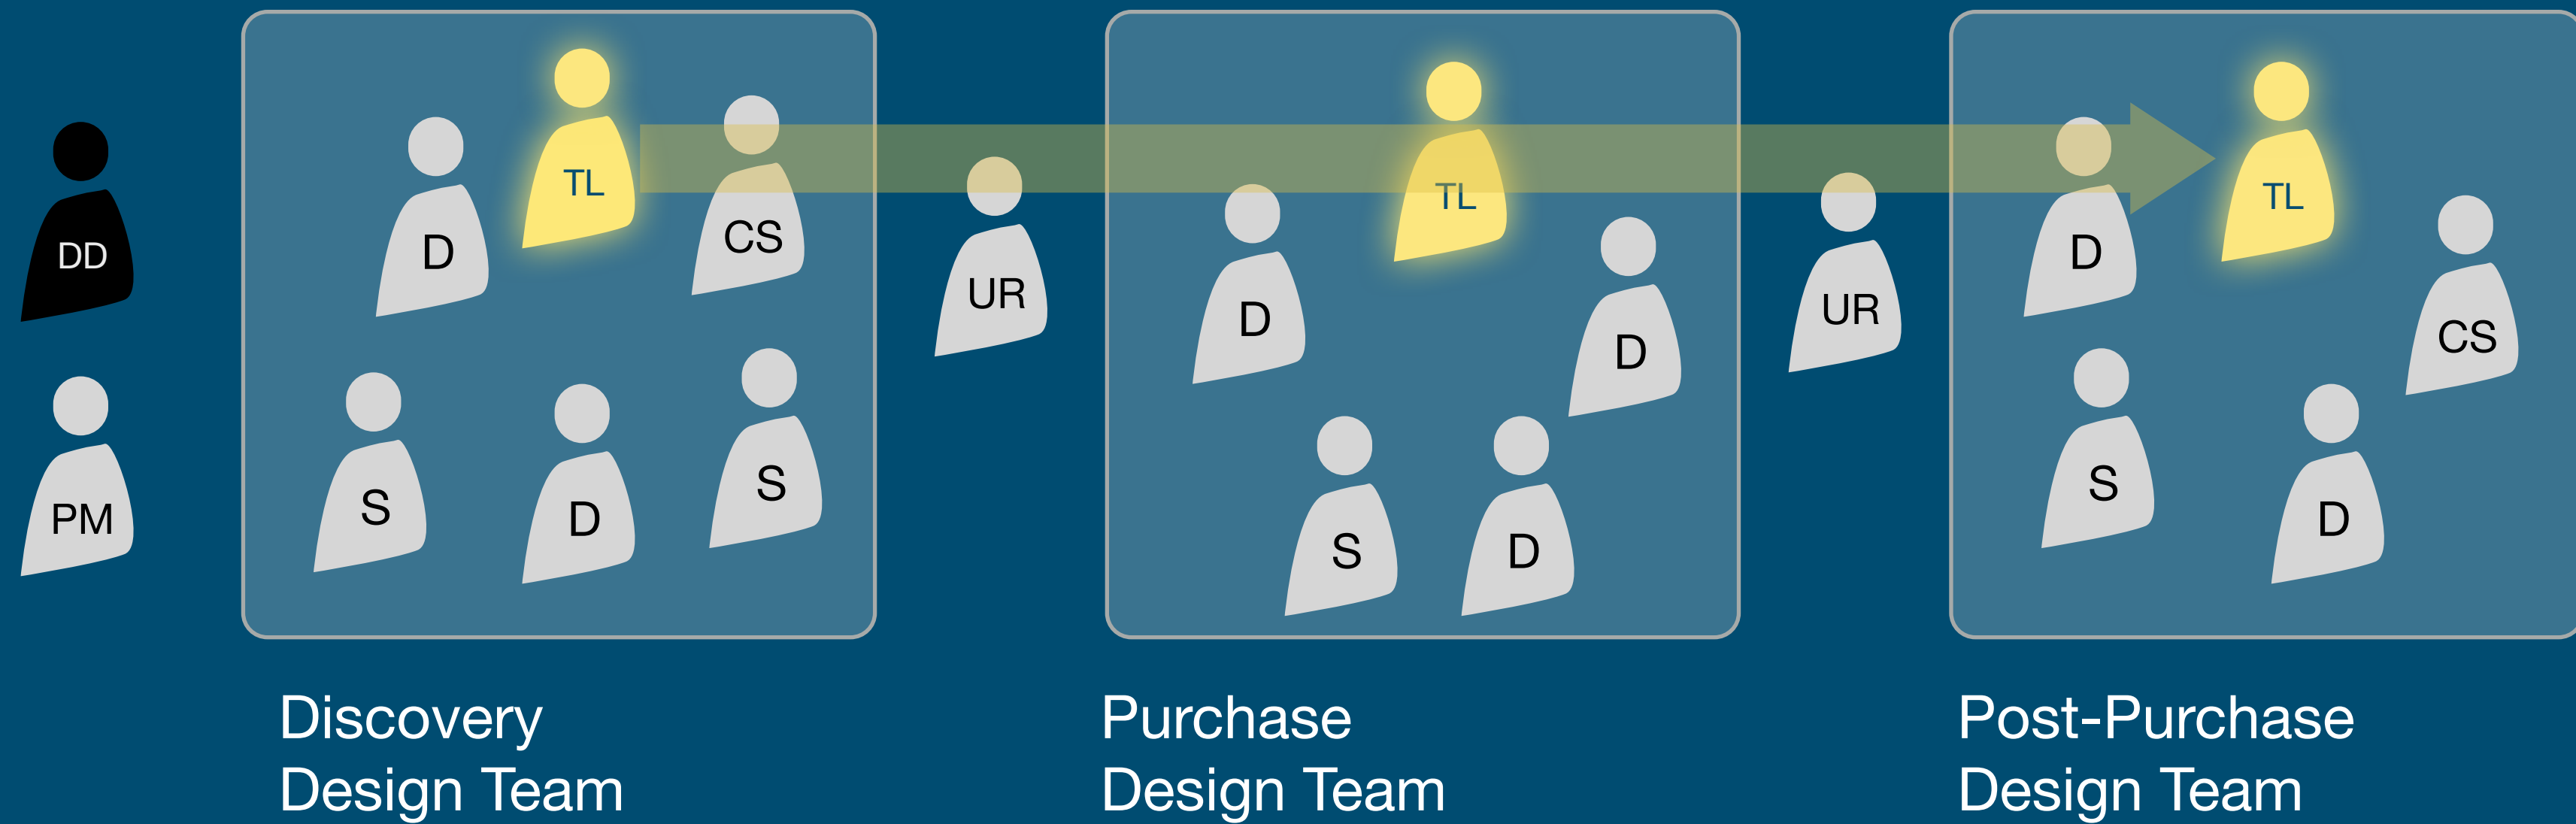 DD
PM
D
TL
CS
S
D
S
UR
D
TL
D
S
D
UR
D
TL
CS
S
D
Discovery
Design Team
Purchase
Design Team
Post-Purchase
Design Team